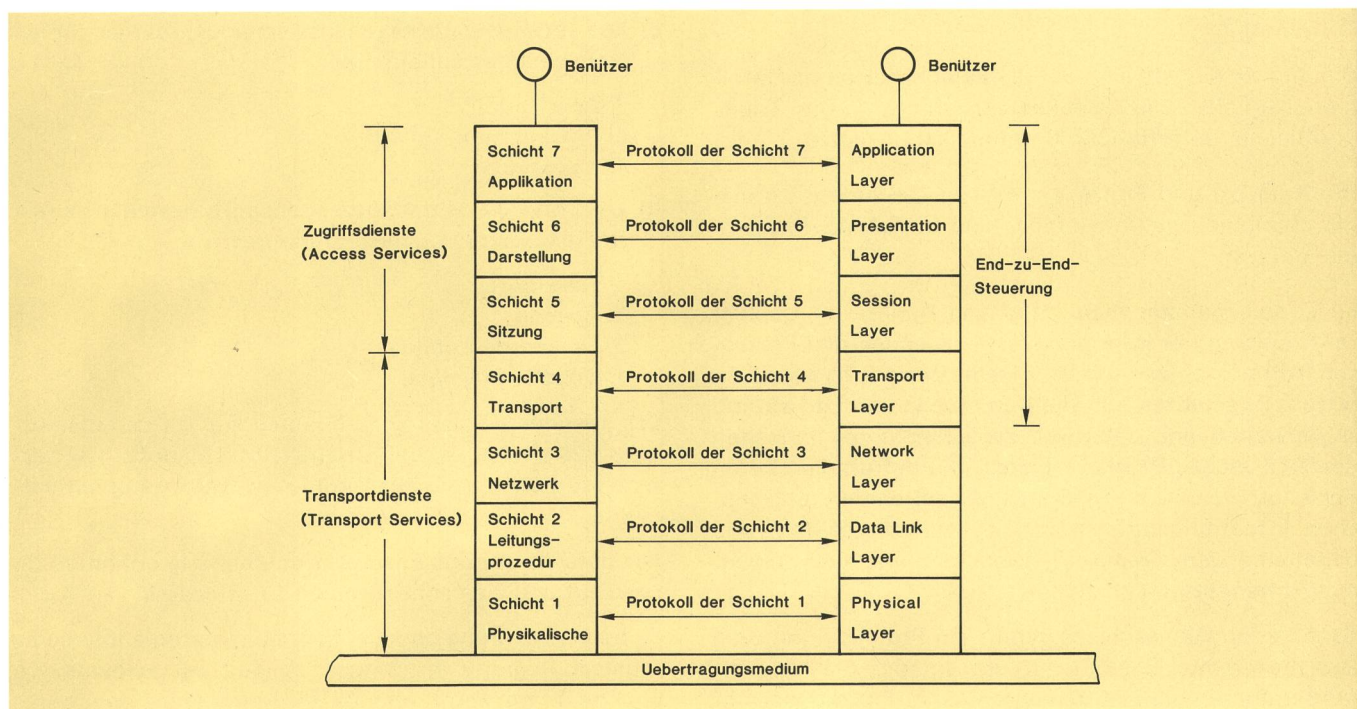 Benützer
Benützer
Schicht 7
Applikation
Protokoll der Schicht 7
Application
Layer
Zugriffsdienste
(Access Services)
Schicht 6
Darstellung
Protokoll der Schicht 6
Presentation
Layer
End-zu-End-
Steuerung
Schicht 5
Sitzung
Protokoll der Schicht 5
Session
Layer
Schicht 4
Transport
Protokoll der Schicht 4
Transport
Layer
Schicht 3
Netzwerk
Protokoll der Schicht 3
Network
Layer
Transportdienste
(Transport Services)
Schicht 2
Leitungs-
prozedur
Protokoll der Schicht 2
Data Link
Layer
Schicht 1
Physikalische
Protokoll der Schicht 1
Physical
Layer
Uebertragungsmedium